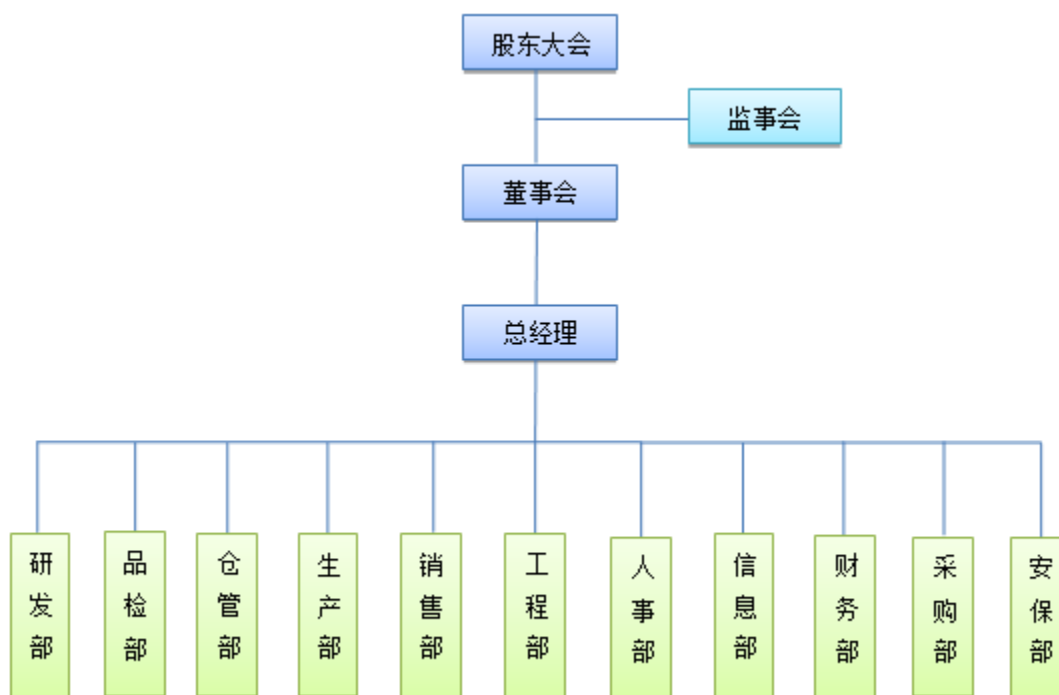 股东大会
监事会
董事会
总经理
研发部
品检部
仓管部
生产部
销售部
工程部
人事部
信息部
财务部
采购部
安保部